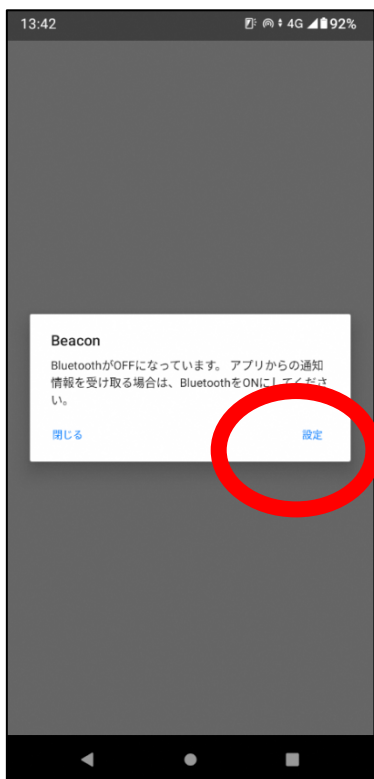 13:42 4G 92%
Beacon
BluetoothがOFFになっています。 アプリからの通知
情報を受け取る場合は、BluetoothをONにしてくださ
い。
閉じる 設定